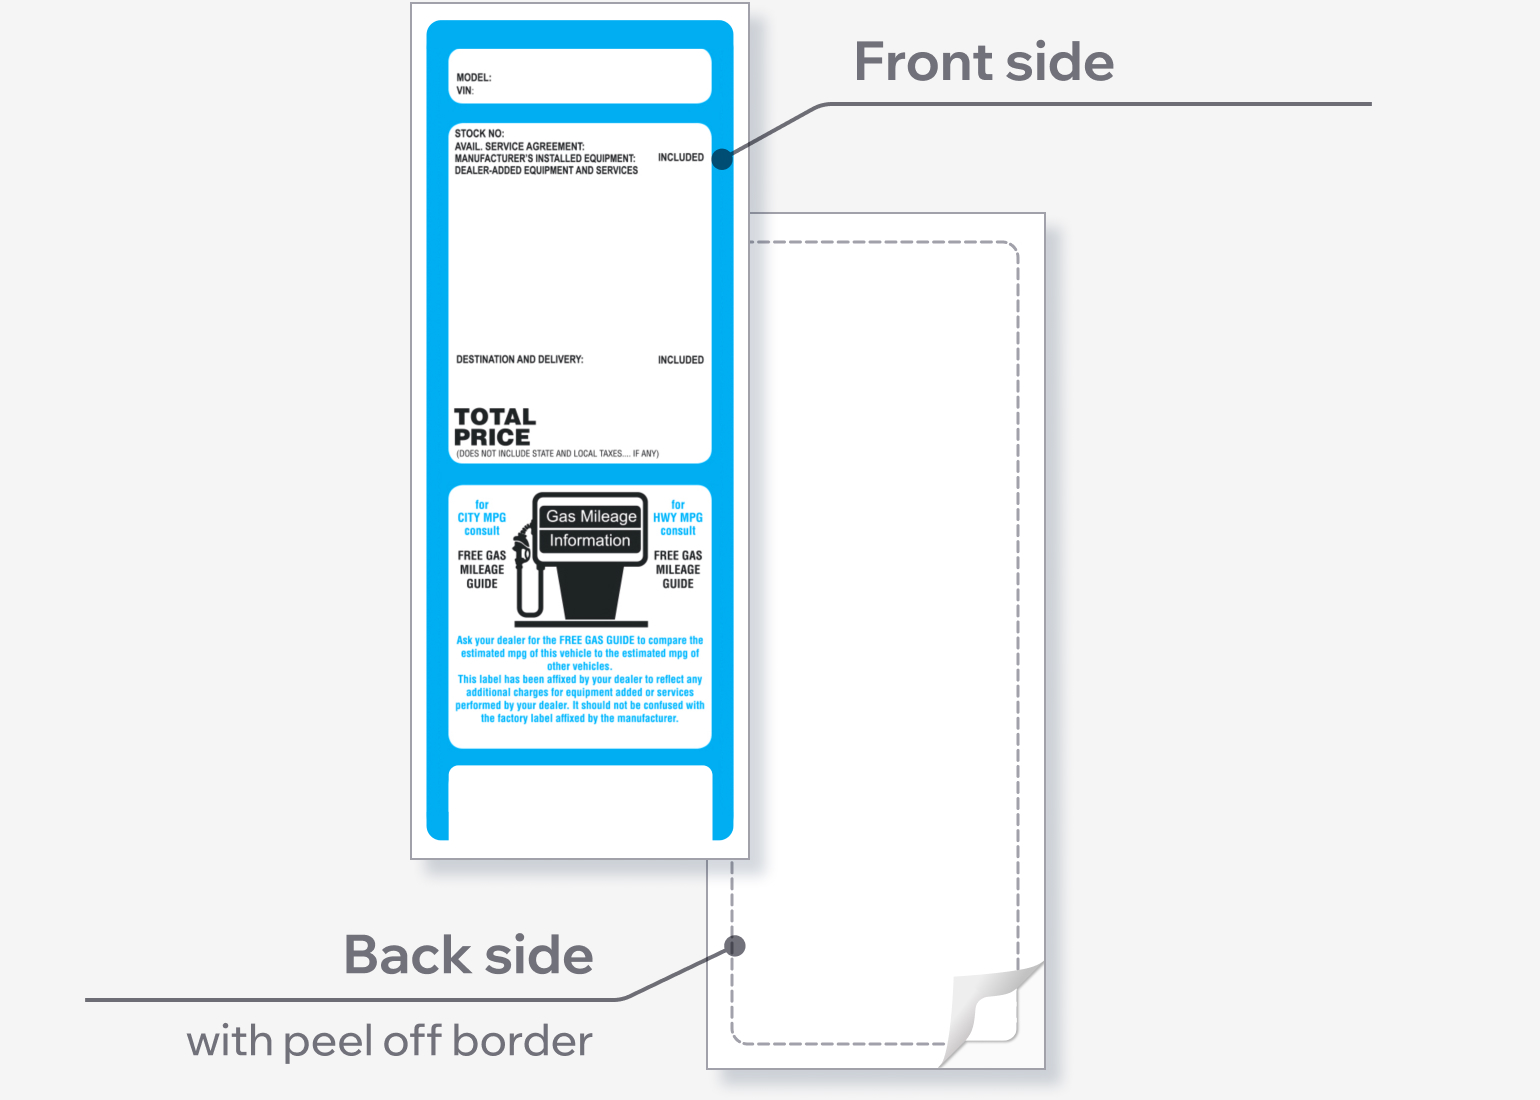 Front side
MODEL:
VIN:
STOCK NO:
AVAIL. SERVICE AGREEMENT:
MANUFACTURER'S INSTALLED EQUIPMENT: INCLUDED
DEALER-ADDED EQUIPMENT AND SERVICES
DESTINATION AND DELIVERY: INCLUDED
TOTAL
PRICE
(DOES NOT INCLUDE STATE AND LOCAL TAXES.... IF ANY)
for
CITY MPG
consult
FREE GAS
MILEAGE
GUIDE
Gas Mileage
Information
for
HWY MPG
consult
FREE GAS
MILEAGE
GUIDE
Ask your dealer for the FREE GAS GUIDE to compare the
estimated mpg of this vehicle to the estimated mpg of
other vehicles.
This label has been affixed by your dealer to reflect any
additional charges for equipment added or services
performed by your dealer. It should not be confused with
the factory label affixed by the manufacturer.
Back side
with peel off border